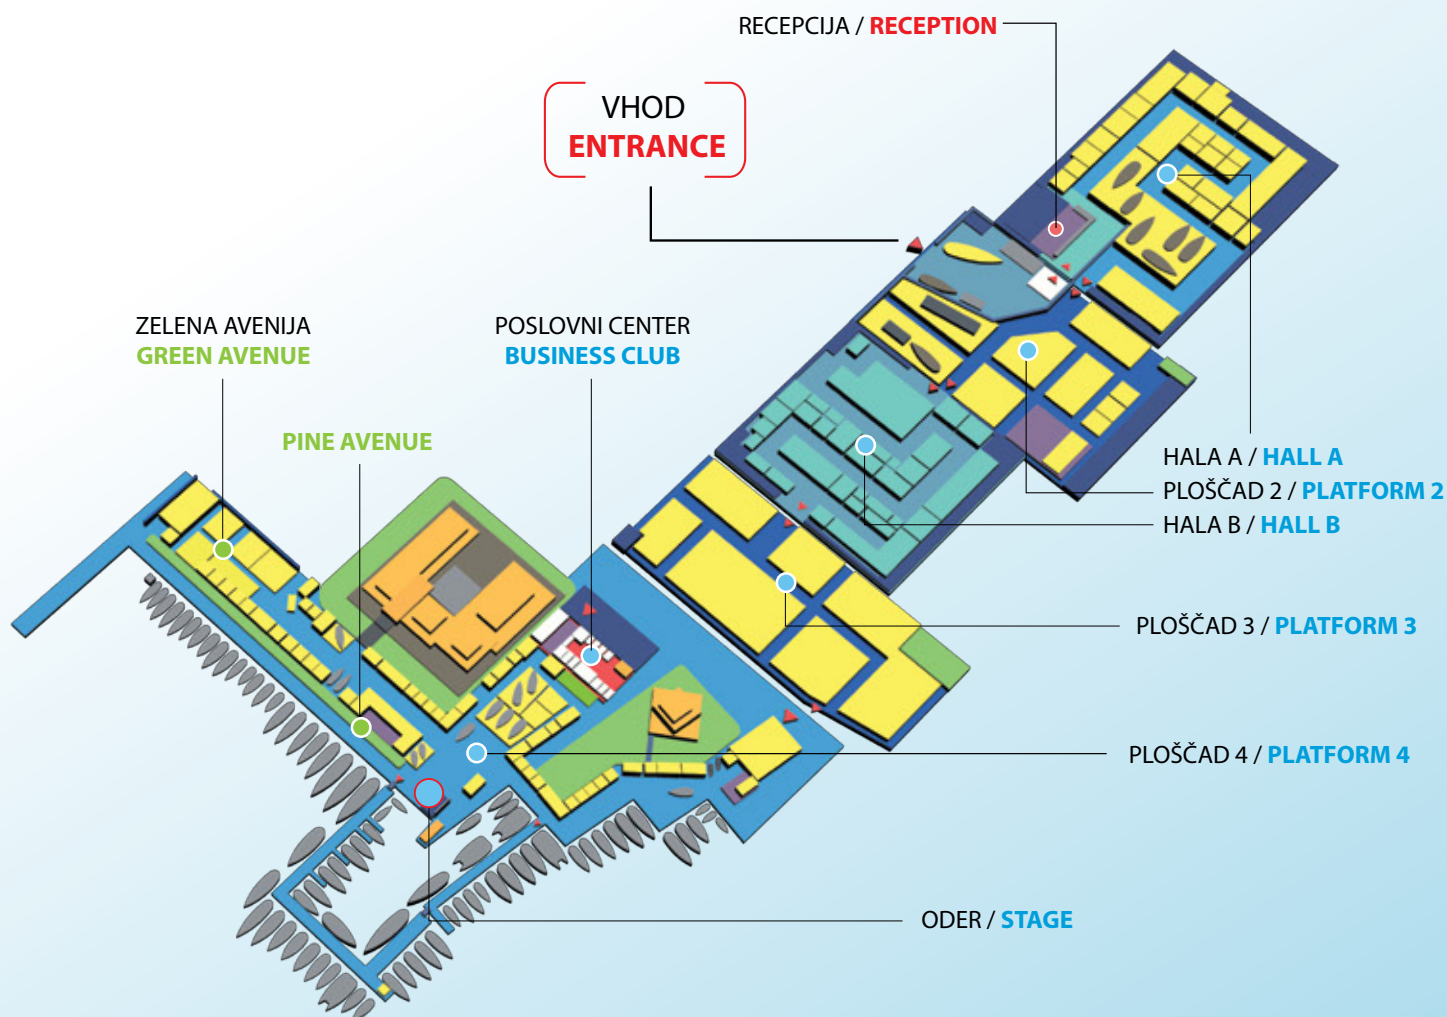 RECEPCIJA / RECEPTION
VHOD
ENTRANCE
ZELENA AVENIJA
GREEN AVENUE
POSLOVNI CENTER
BUSINESS CLUB
PINE AVENUE
HALA A / HALL A
PLOŠČAD 2 / PLATFORM 2
HALA B / HALL B
PLOŠČAD 3 / PLATFORM 3
PLOŠČAD 4 / PLATFORM 4
ODER / STAGE